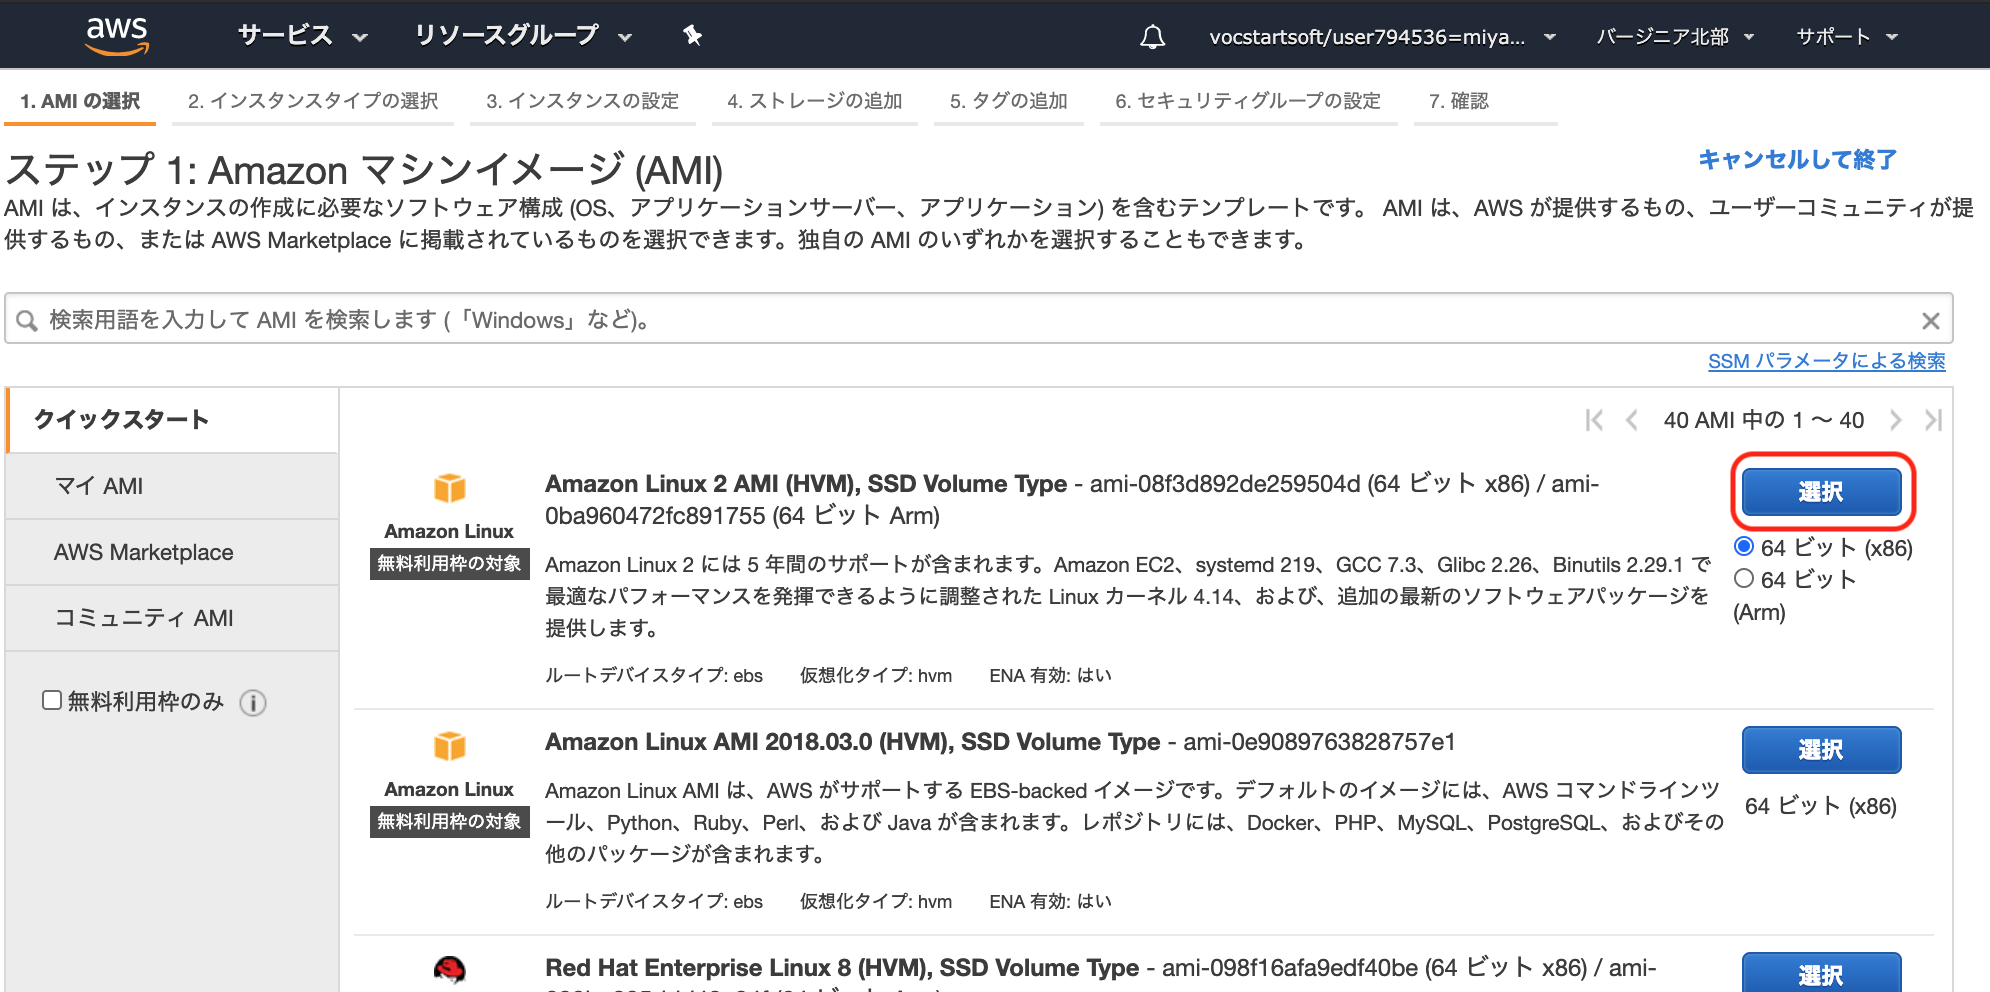 aws サービス リソースグループ vocstartsoft/user794536=miya... バージニア北部 サポート
1. AMI の選択 2. インスタンスタイプの選択 3. インスタンスの設定 4. ストレージの追加 5. タグの追加 6. セキュリティグループの設定 7. 確認
ステップ 1: Amazon マシンイメージ (AMI)
キャンセルして終了
AMI は、インスタンスの作成に必要なソフトウェア構成 (OS、アプリケーションサーバー、アプリケーション) を含むテンプレートです。 AMI は、AWS が提供するもの、ユーザーコミュニティが提
供するもの、または AWS Marketplace に掲載されているものを選択できます。独自の AMI のいずれかを選択することもできます。
検索用語を入力して AMI を検索します (「Windows」など)。
SSM パラメータによる検索
クイックスタート
マイ AMI
AWS Marketplace
コミュニティ AMI
無料利用枠のみ
40 AMI 中の 1 〜 40
Amazon Linux
無料利用枠の対象
Amazon Linux 2 AMI (HVM), SSD Volume Type - ami-08f3d892de259504d (64 ビット x86) / ami-
0ba960472fc891755 (64 ビット Arm)
Amazon Linux 2 には 5 年間のサポートが含まれます。Amazon EC2、systemd 219、GCC 7.3、Glibc 2.26、Binutils 2.29.1 で
最適なパフォーマンスを発揮できるように調整された Linux カーネル 4.14、および、追加の最新のソフトウェアパッケージを
提供します。
ルートデバイスタイプ: ebs 仮想化タイプ: hvm ENA 有効: はい
選択
64 ビット (x86)
64 ビット
(Arm)
Amazon Linux
無料利用枠の対象
Amazon Linux AMI 2018.03.0 (HVM), SSD Volume Type - ami-0e9089763828757e1
Amazon Linux AMI は、AWS がサポートする EBS-backed イメージです。デフォルトのイメージには、AWS コマンドラインツ
ール、Python、Ruby、Perl、および Java が含まれます。レポジトリには、Docker、PHP、MySQL、PostgreSQL、およびその
他のパッケージが含まれます。
ルートデバイスタイプ: ebs 仮想化タイプ: hvm ENA 有効: はい
選択
64 ビット (x86)
Red Hat Enterprise Linux 8 (HVM), SSD Volume Type - ami-098f16afa9edf40be (64 ビット x86) / ami-
選択